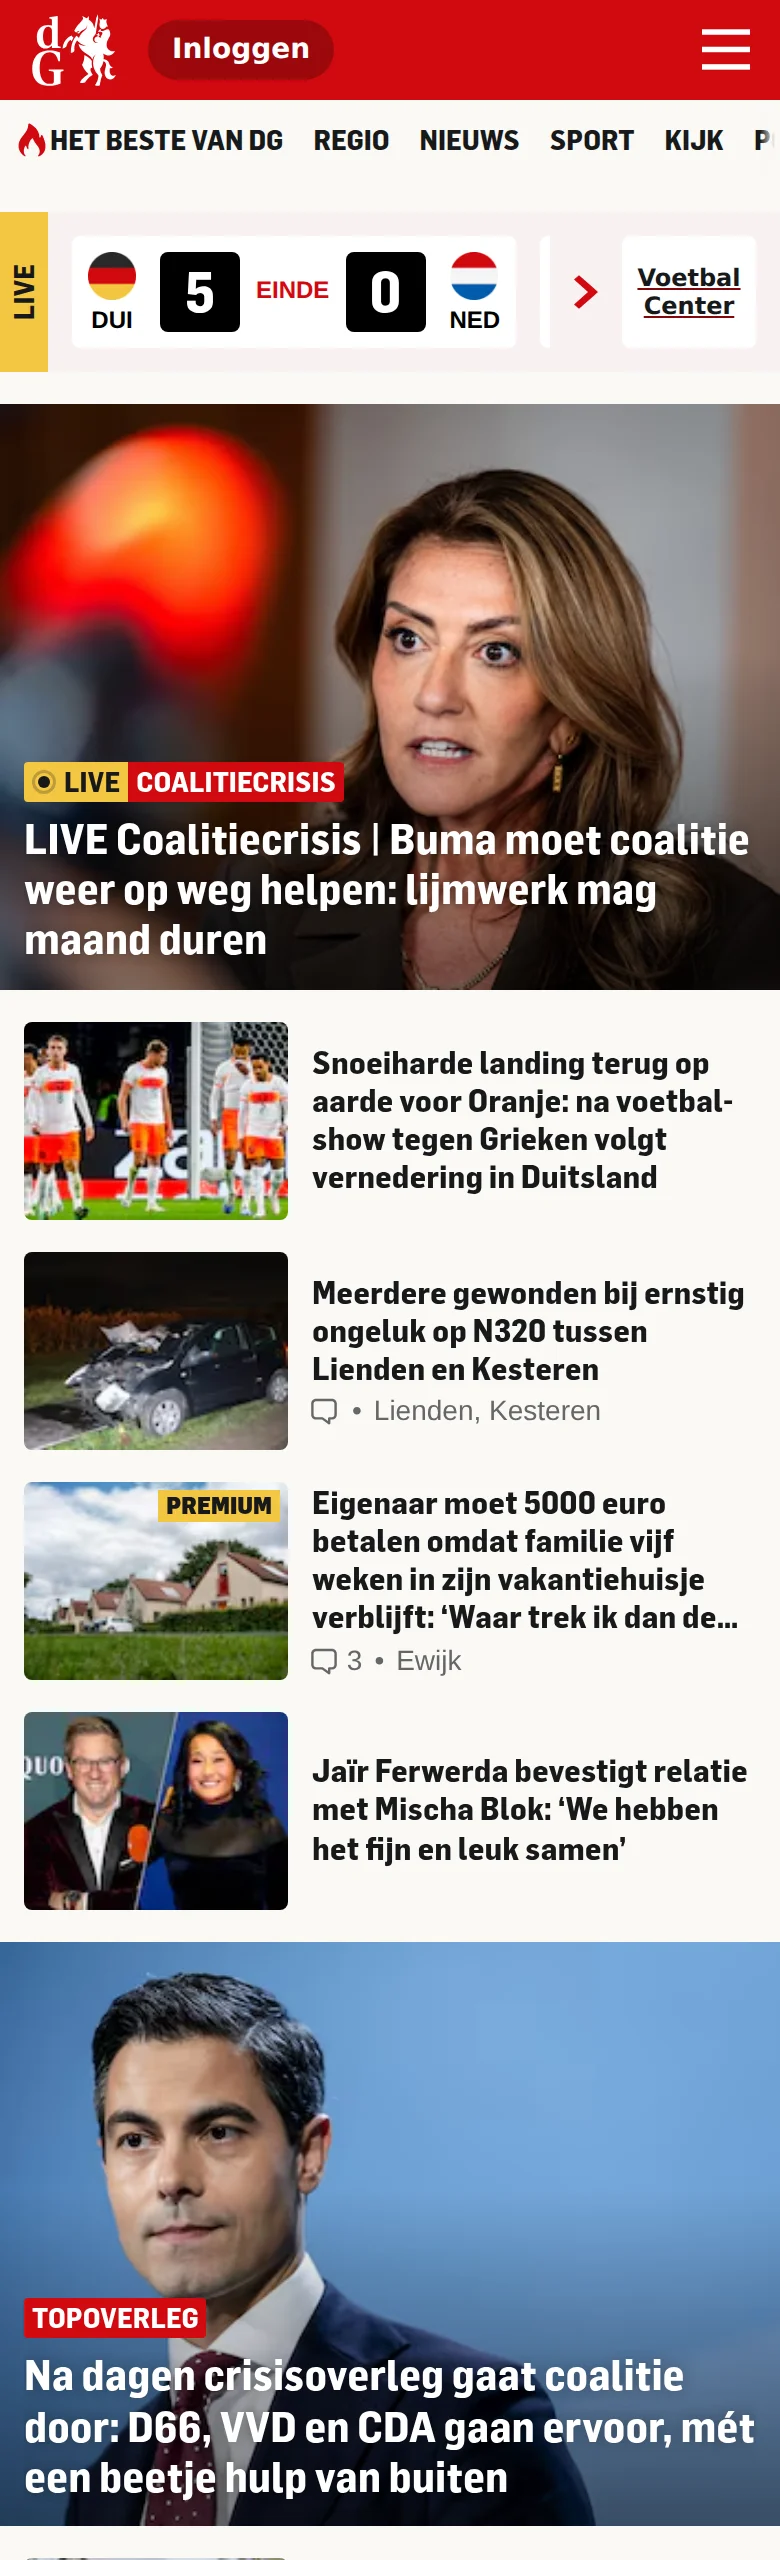 dG
Inloggen
HET BESTE VAN DG
REGIO
NIEUWS
SPORT
KIJK
LIVE
DUI
5
EINDE
0
NED
Voetbal
Center
LIVE
COALITIECRISIS
LIVE Coalitiecrisis | Buma moet coalitie
weer op weg helpen: lijmwerk mag
maand duren
Snoeiharde landing terug op
aarde voor Oranje: na voetbal-
show tegen Grieken volgt
vernedering in Duitsland
Meerdere gewonden bij ernstig
ongeluk op N320 tussen
Lienden en Kesteren
• Lienden, Kesteren
PREMIUM
Eigenaar moet 5000 euro
betalen omdat familie vijf
weken in zijn vakantiehuisje
verblijft: ‘Waar trek ik dan de...
3 • Ewijk
Jaïr Ferwerda bevestigt relatie
met Mischa Blok: ‘We hebben
het fijn en leuk samen’
TOPOVERLEG
Na dagen crisisoverleg gaat coalitie
door: D66, VVD en CDA gaan ervoor, mét
een beetje hulp van buiten